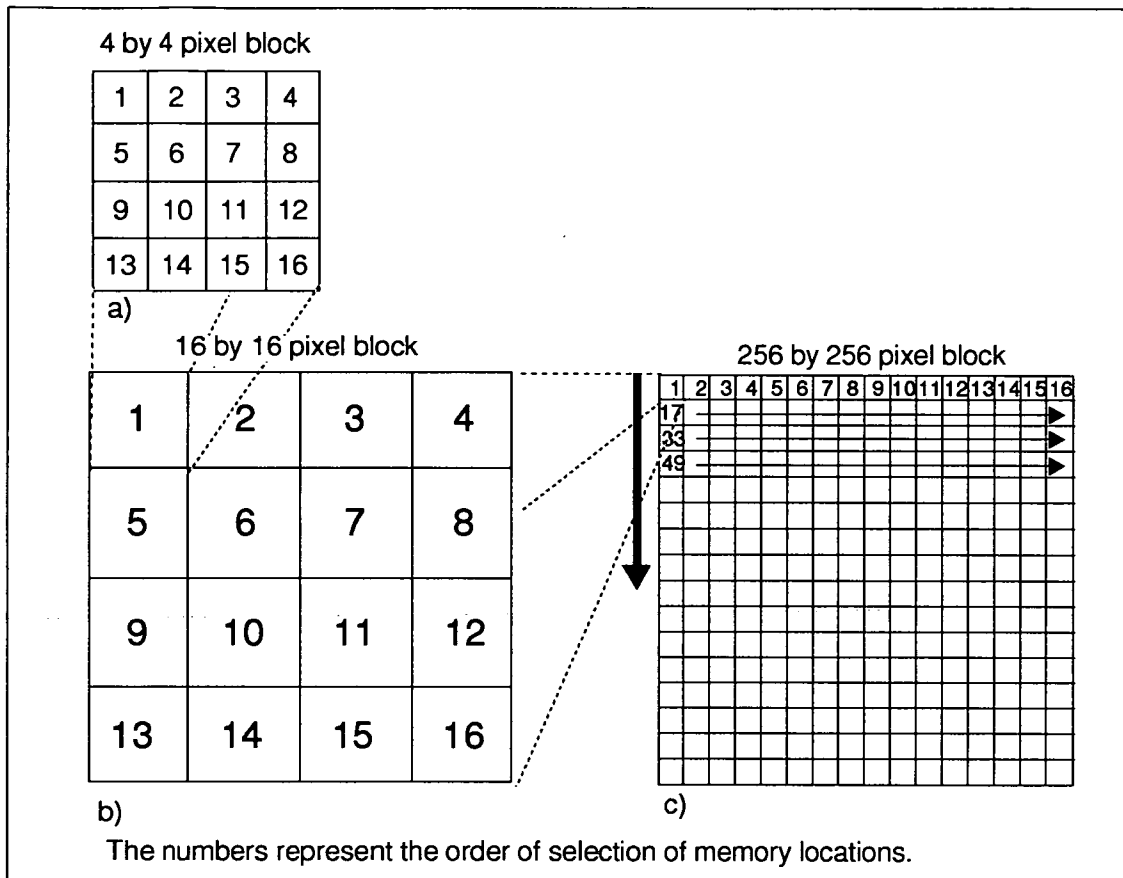 4 by 4 pixel block
1 2 3 4
5 6 7 8
9 10 11 12
13 14 15 16
a)
16 by 16 pixel block
1 2 3 4
5 6 7 8
9 10 11 12
13 14 15 16
b)
256 by 256 pixel block
1 2 3 4 5 6 7 8 9 10 11 12 13 14 15 16
17
33
49
c)
The numbers represent the order of selection of memory locations.